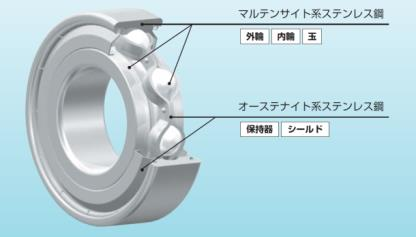 マルテンサイト系ステンレス鋼
外輪 内輪 玉
オーステナイト系ステンレス鋼
保持器 シールド